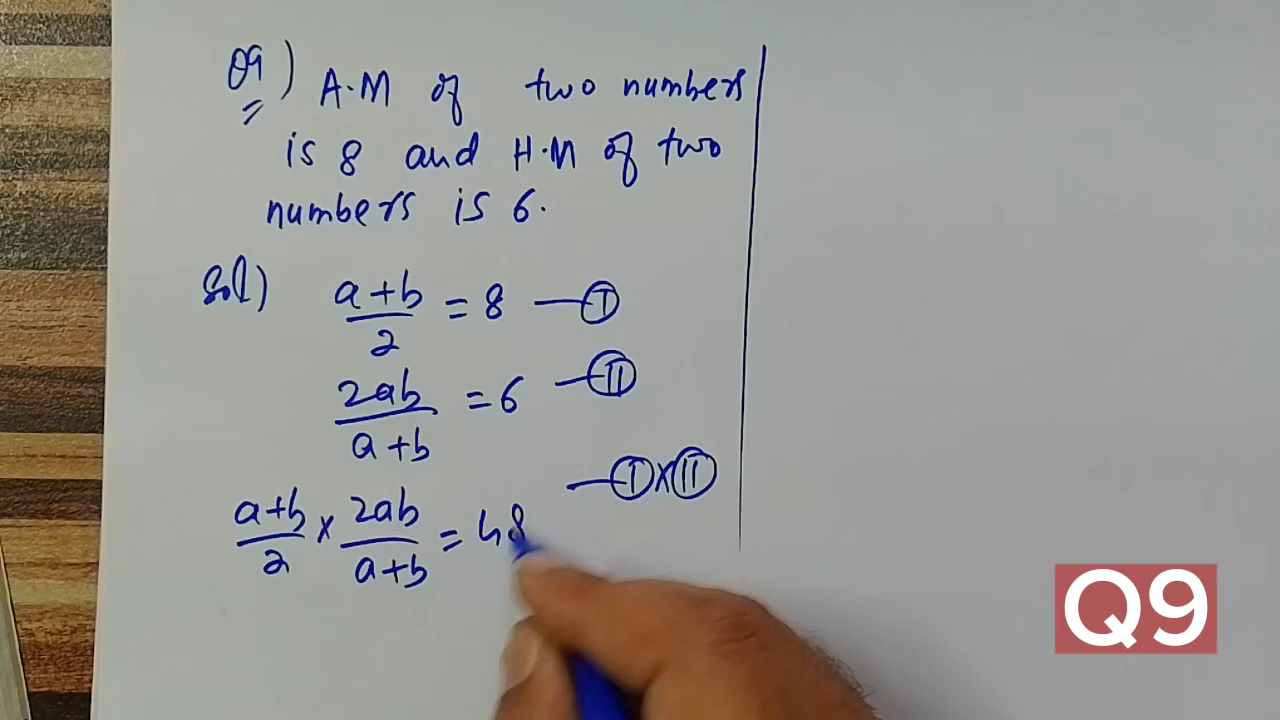 Q9) A.M of two numbers
is 8 and H.M of two
numbers is 6.
Sol) a+b/2 = 8 — I
2ab/a+b = 6 — II
— I×II
a+b/2 × 2ab/a+b = 48
Q9